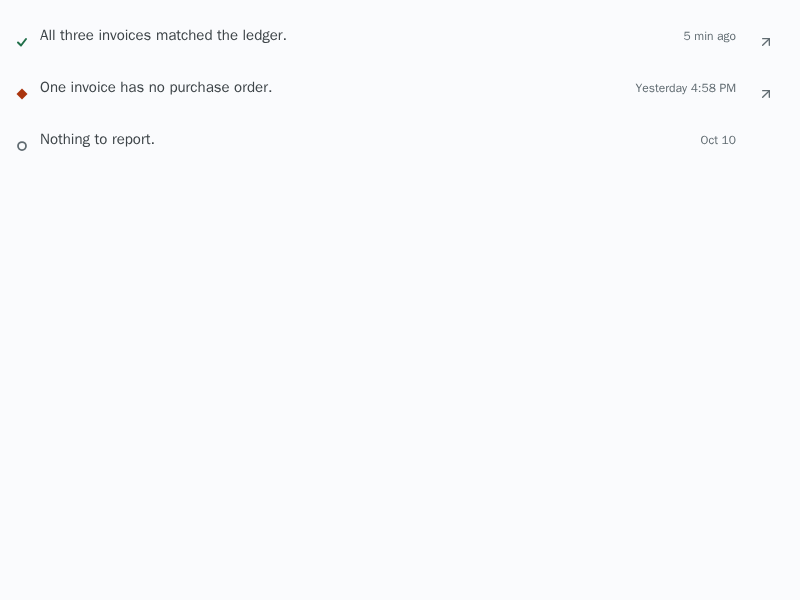 All three invoices matched the ledger. 5 min ago
One invoice has no purchase order. Yesterday 4:58 PM
Nothing to report. Oct 10